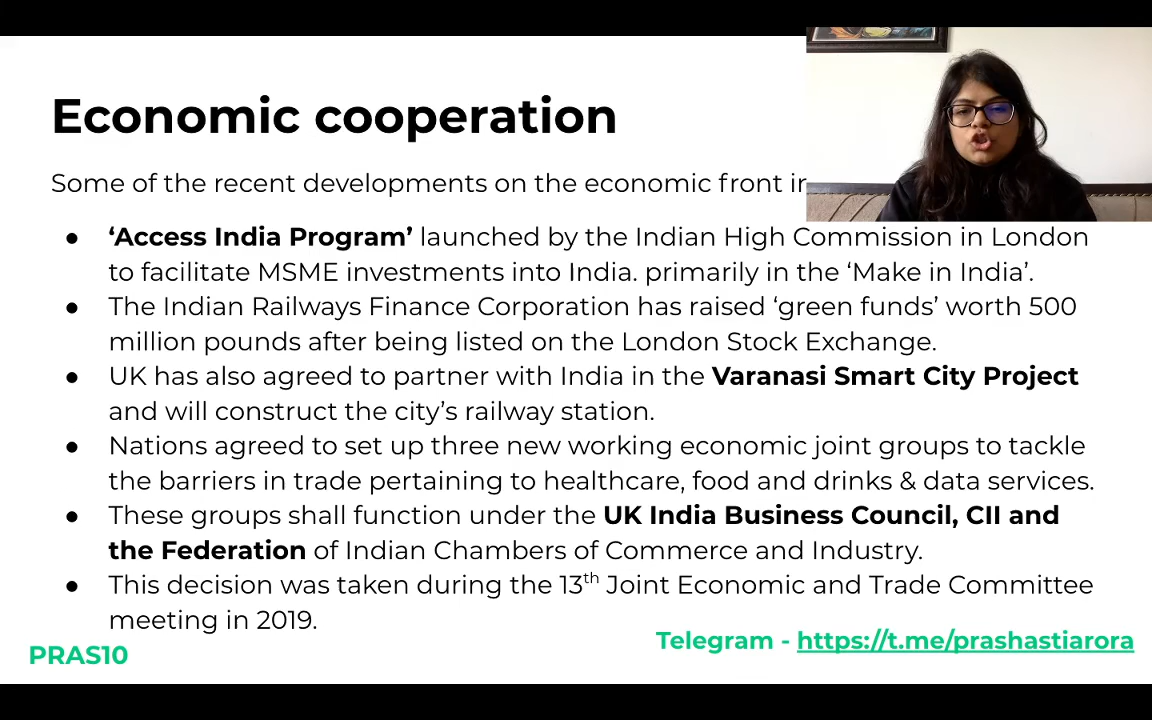 Economic cooperation
Some of the recent developments on the economic front
● ‘Access India Program’ launched by the Indian High Commission in London
to facilitate MSME investments into India. primarily in the ‘Make in India’.
● The Indian Railways Finance Corporation has raised ‘green funds’ worth 500
million pounds after being listed on the London Stock Exchange.
● UK has also agreed to partner with India in the Varanasi Smart City Project
and will construct the city’s railway station.
● Nations agreed to set up three new working economic joint groups to tackle
the barriers in trade pertaining to healthcare, food and drinks & data services.
● These groups shall function under the UK India Business Council, CII and
the Federation of Indian Chambers of Commerce and Industry.
● This decision was taken during the 13th Joint Economic and Trade Committee
meeting in 2019.
Telegram - https://t.me/prashastiarora
PRAS10